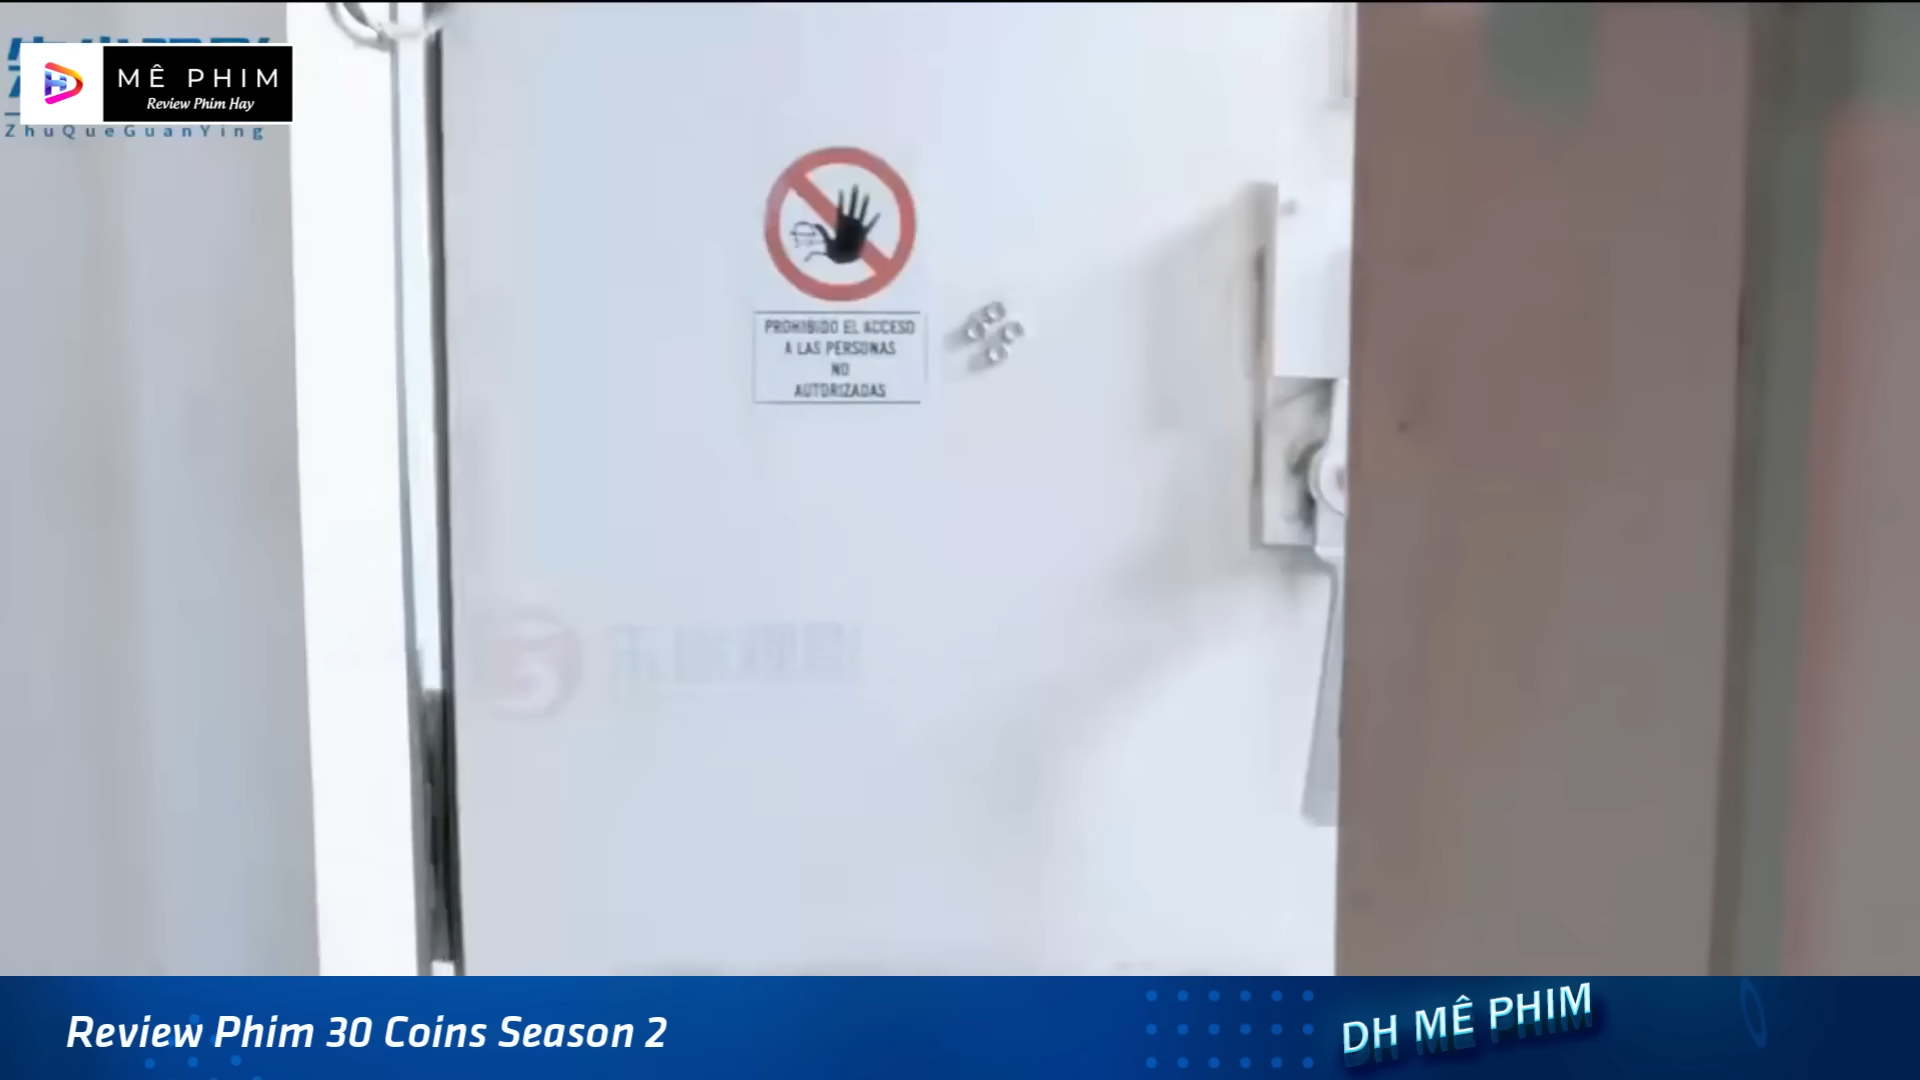 MÊ PHIM
Review Phim Hay
ZhuQueGuanYing
PROHIBIDO EL ACCESO
A LAS PERSONAS
NO
AUTORIZADAS
Review Phim 30 Coins Season 2
DH MÊ PHIM